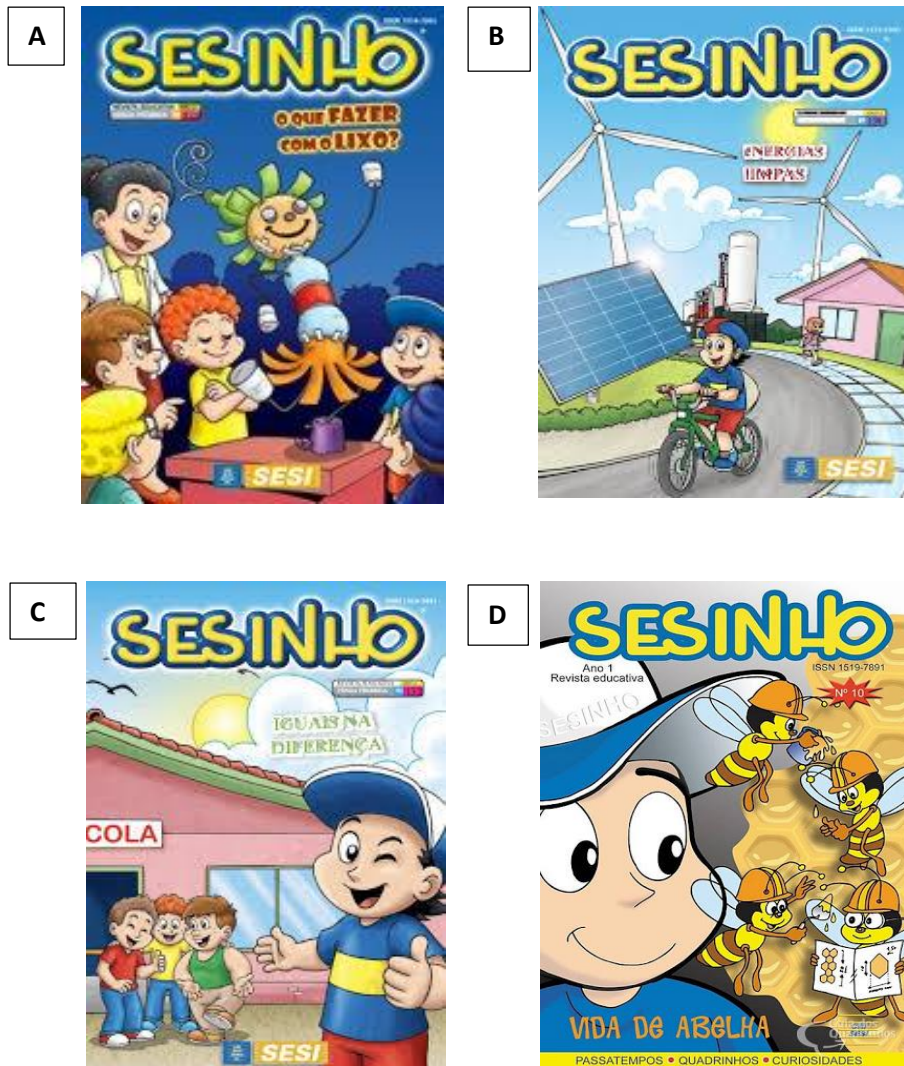 A
SESINHO
O QUE FAZER
COM O LIXO?
SESI
B
SESINHO
ENERGIAS
LIMPAS
SESI
C
SESINHO
IGUAIS NA
DIFERENÇA
COLA
SESI
D
SESINHO
Ano 1
Revista educativa
ISSN 1519-7891
Nº 10
SESINHO
VIDA DE ABELHA
PASSATEMPOS • QUADRINHOS • CURIOSIDADES